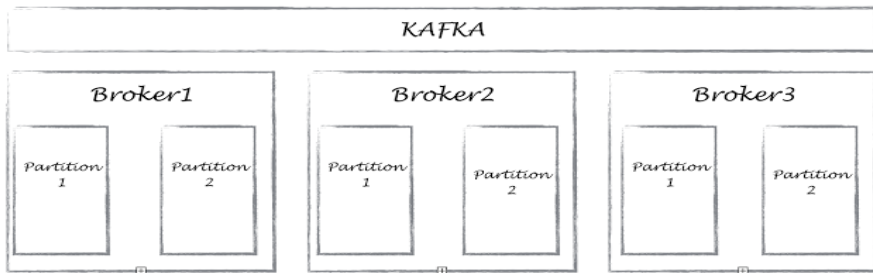 KAFKA
Broker1
Broker2
Broker3
Partition
1
Partition
2
Partition
1
Partition
2
Partition
1
Partition
2